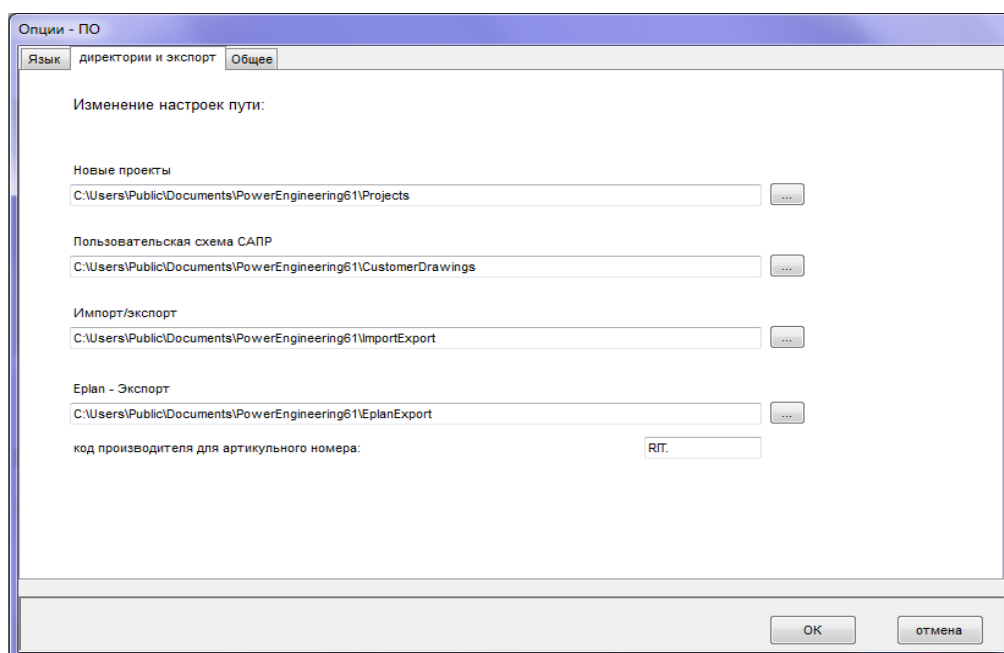 Опции - ПО
Язык директории и экспорт Общее
Изменение настроек пути:
Новые проекты
C:\Users\Public\Documents\PowerEngineering61\Projects ...
Пользовательская схема САПР
C:\Users\Public\Documents\PowerEngineering61\CustomerDrawings ...
Импорт/экспорт
C:\Users\Public\Documents\PowerEngineering61\ImportExport ...
Eplan - Экспорт
C:\Users\Public\Documents\PowerEngineering61\EplanExport ...
код производителя для артикульного номера: RIT.
OK отмена